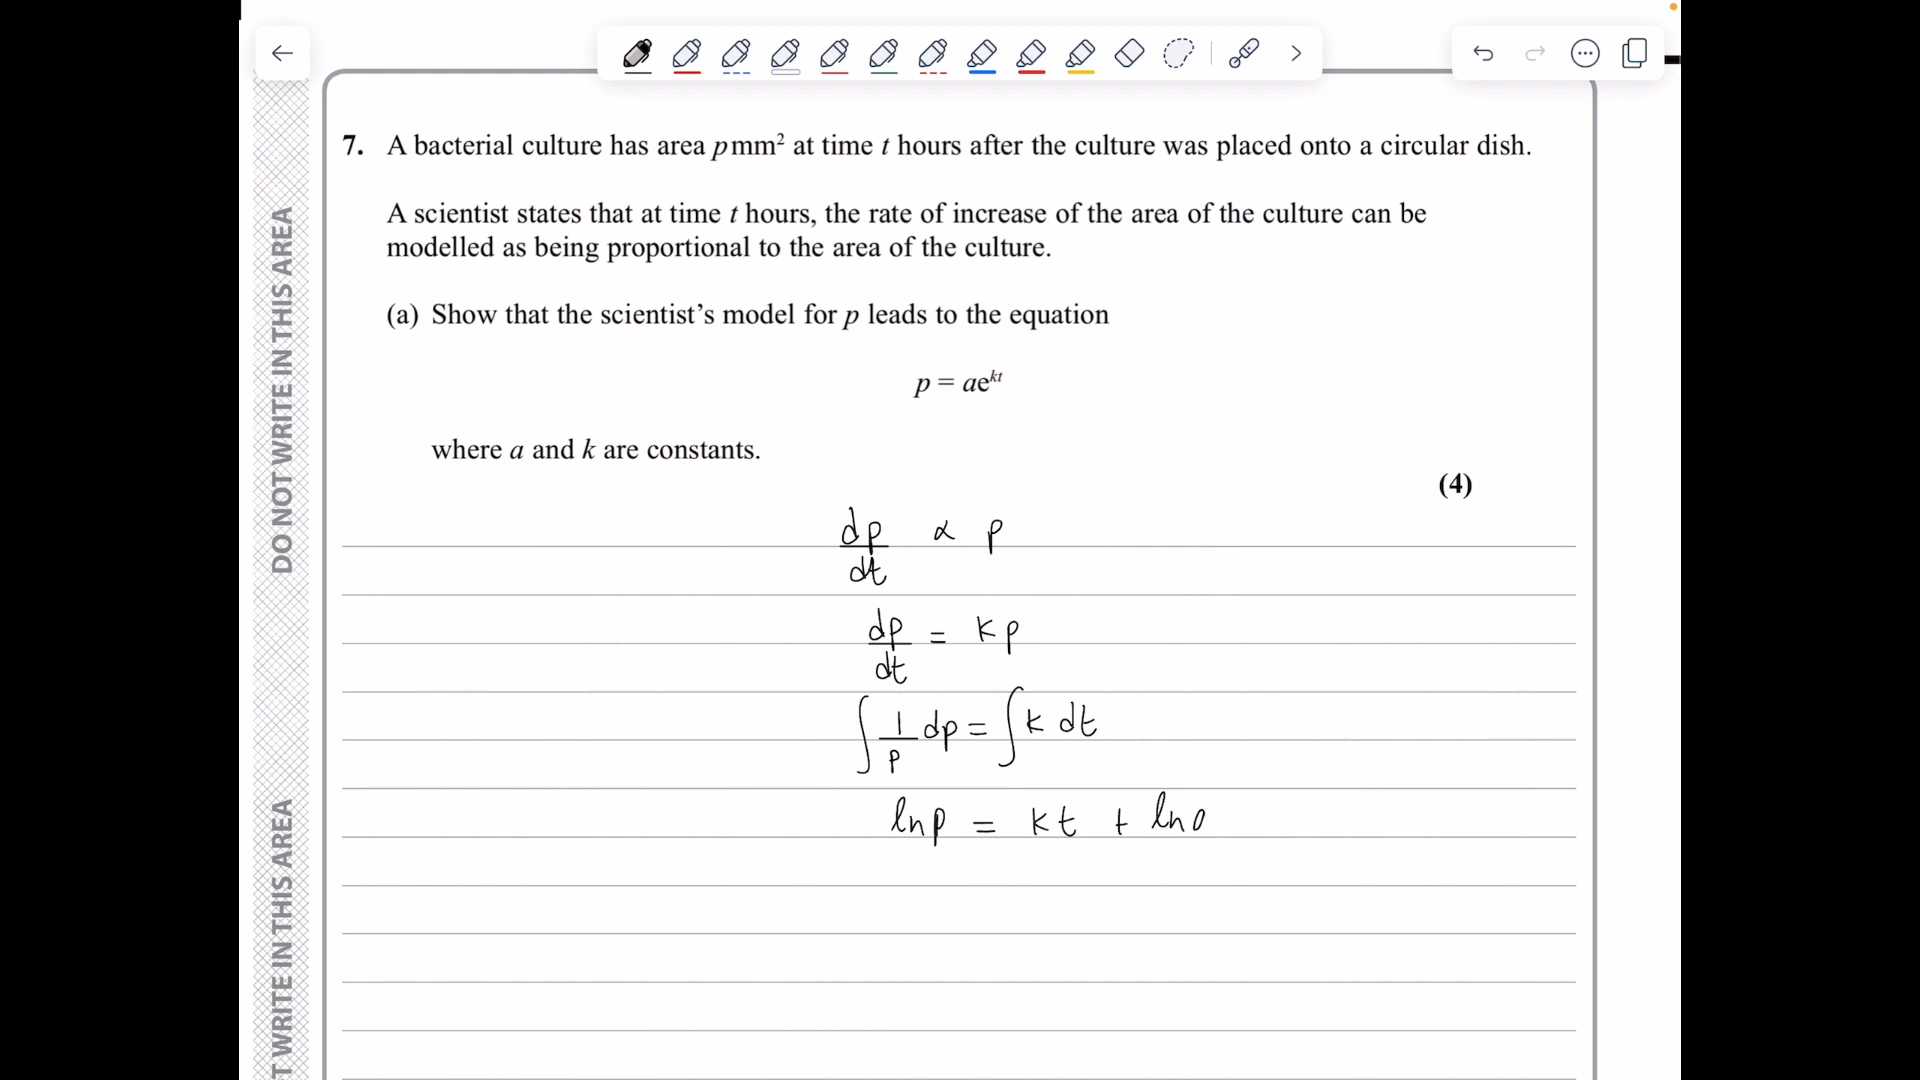 7. A bacterial culture has area p mm² at time t hours after the culture was placed onto a circular dish.
A scientist states that at time t hours, the rate of increase of the area of the culture can be
modelled as being proportional to the area of the culture.
(a) Show that the scientist's model for p leads to the equation
p = ae^{kt}
where a and k are constants.
(4)
dp/dt ∝ p
dp/dt = kp
∫ 1/p dp = ∫ k dt
ln p = kt + ln
DO NOT WRITE IN THIS AREA
T WRITE IN THIS AREA